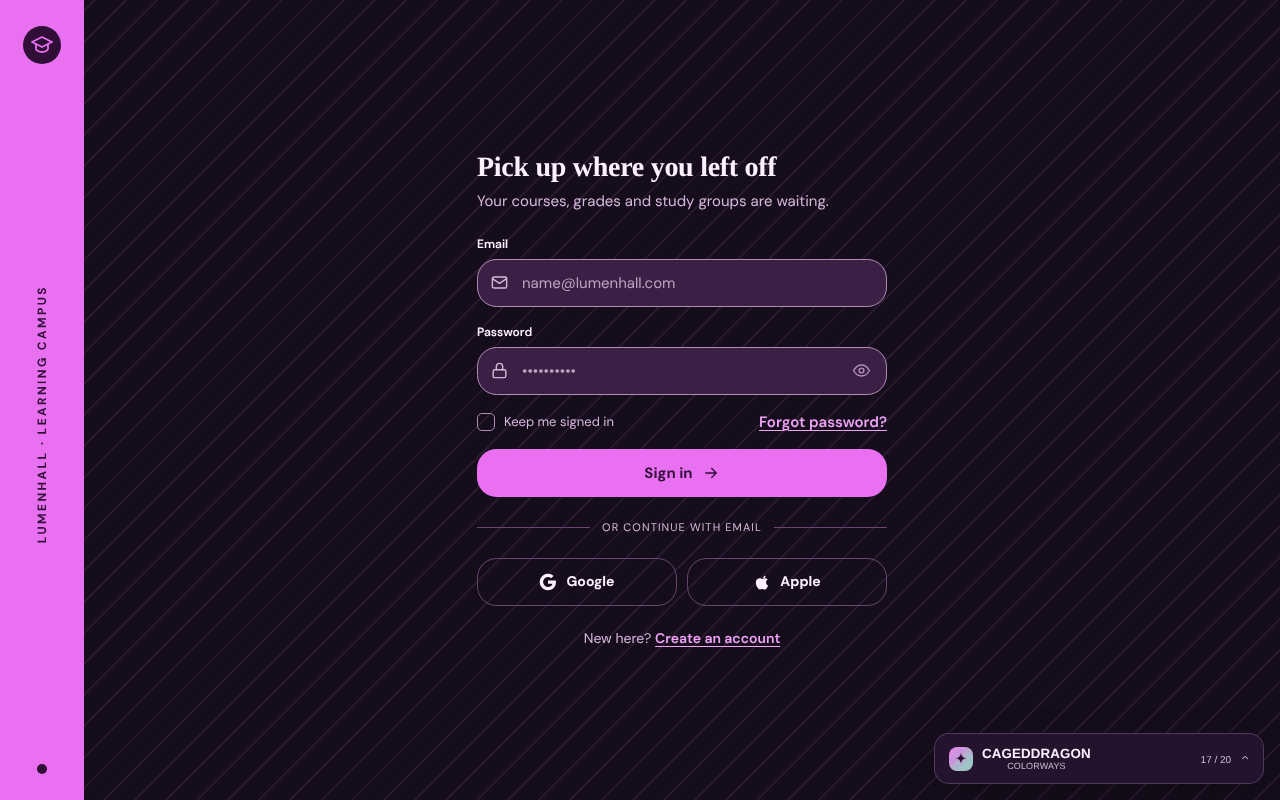 LUMENHALL · LEARNING CAMPUS
Pick up where you left off
Your courses, grades and study groups are waiting.
Email
name@lumenhall.com
Password
••••••••••
Keep me signed in
Forgot password?
Sign in
OR CONTINUE WITH EMAIL
Google
Apple
New here? Create an account
CAGEDDRAGON
COLORWAYS
17 / 20